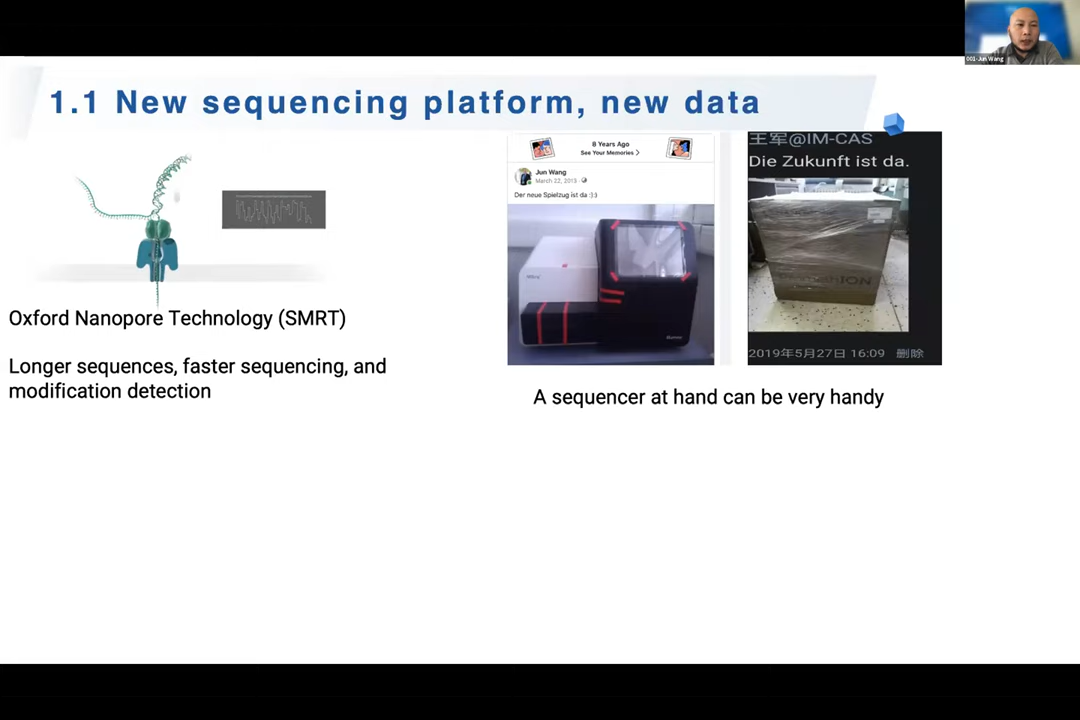 001-Jun Wang
1.1 New sequencing platform, new data
Oxford Nanopore Technology (SMRT)
Longer sequences, faster sequencing, and
modification detection
8 Years Ago
See Your Memories >
Jun Wang
March 22, 2013
Der neue Spielzug ist da :):)
王军@IM-CAS
Die Zukunft ist da.
2019年5月27日 16:09 删除
A sequencer at hand can be very handy